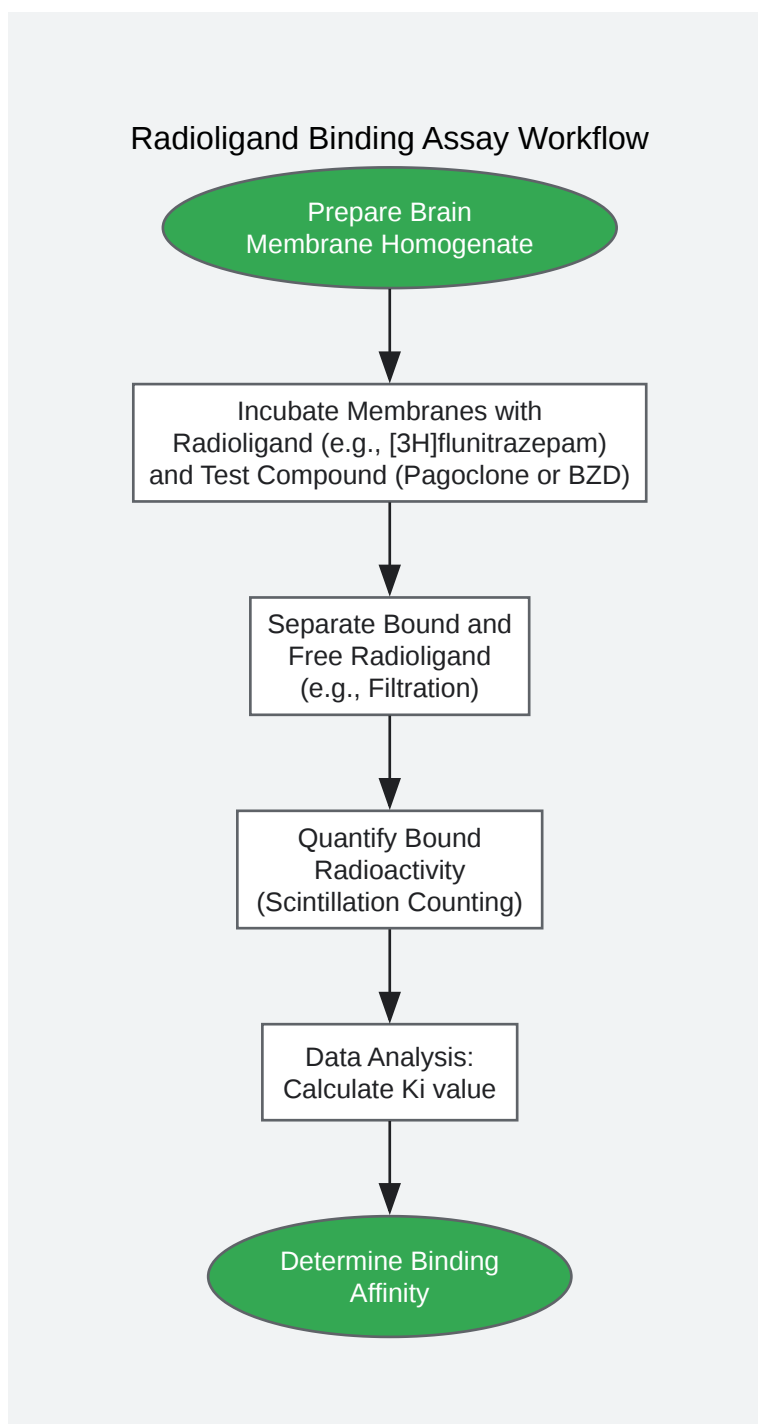 Radioligand Binding Assay Workflow
Prepare Brain
Membrane Homogenate
Incubate Membranes with
Radioligand (e.g., [3H]flunitrazepam)
and Test Compound (Pagoclone or BZD)
Separate Bound and
Free Radioligand
(e.g., Filtration)
Quantify Bound
Radioactivity
(Scintillation Counting)
Data Analysis:
Calculate Ki value
Determine Binding
Affinity